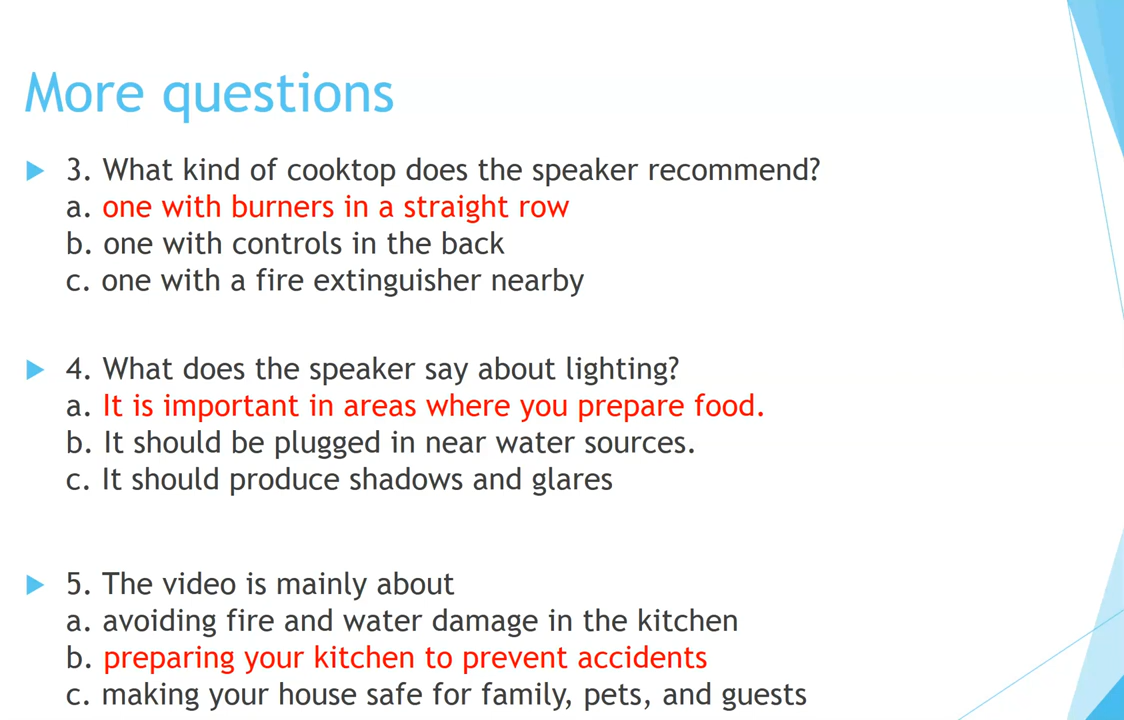 More questions
3. What kind of cooktop does the speaker recommend?
a. one with burners in a straight row
b. one with controls in the back
c. one with a fire extinguisher nearby
4. What does the speaker say about lighting?
a. It is important in areas where you prepare food.
b. It should be plugged in near water sources.
c. It should produce shadows and glares
5. The video is mainly about
a. avoiding fire and water damage in the kitchen
b. preparing your kitchen to prevent accidents
c. making your house safe for family, pets, and guests